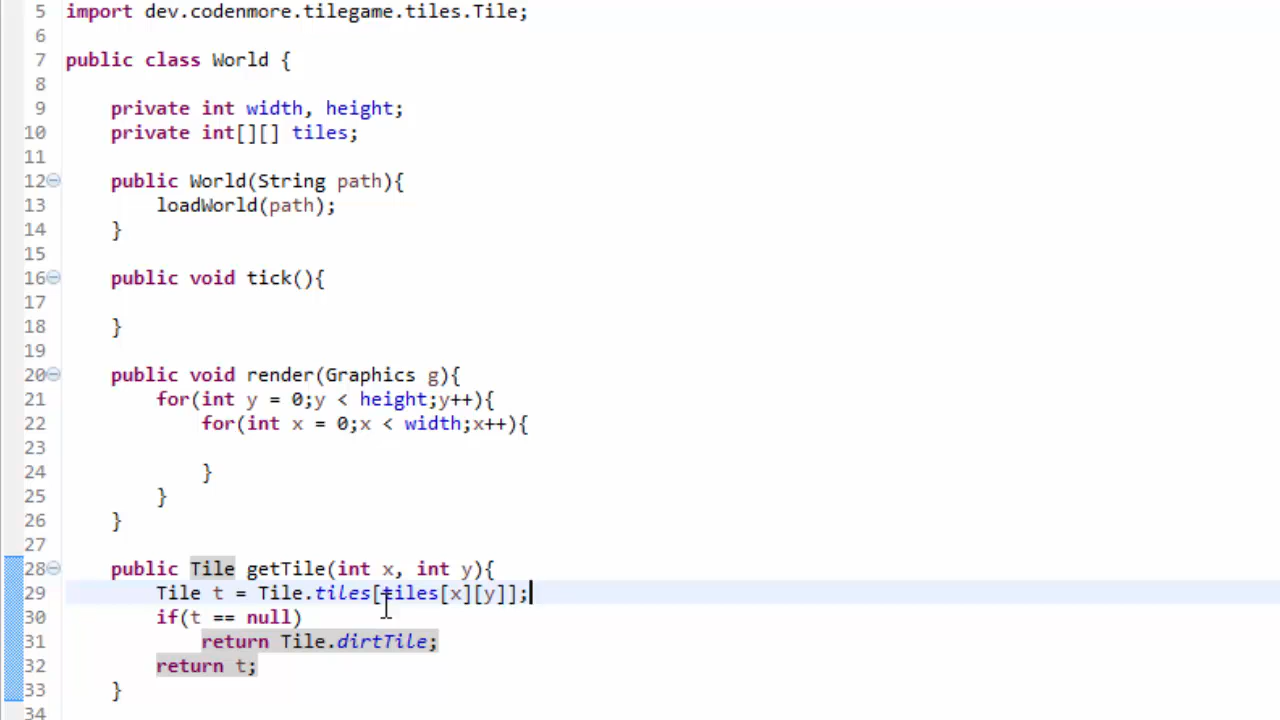 5 import dev.codenmore.tilegame.tiles.Tile;
6
7 public class World {
8
9 private int width, height;
10 private int[][] tiles;
11
12 public World(String path){
13 loadWorld(path);
14 }
15
16 public void tick(){
17
18 }
19
20 public void render(Graphics g){
21 for(int y = 0;y < height;y++){
22 for(int x = 0;x < width;x++){
23
24 }
25 }
26 }
27
28 public Tile getTile(int x, int y){
29 Tile t = Tile.tiles[tiles[x][y]];
30 if(t == null)
31 return Tile.dirtTile;
32 return t;
33 }
34